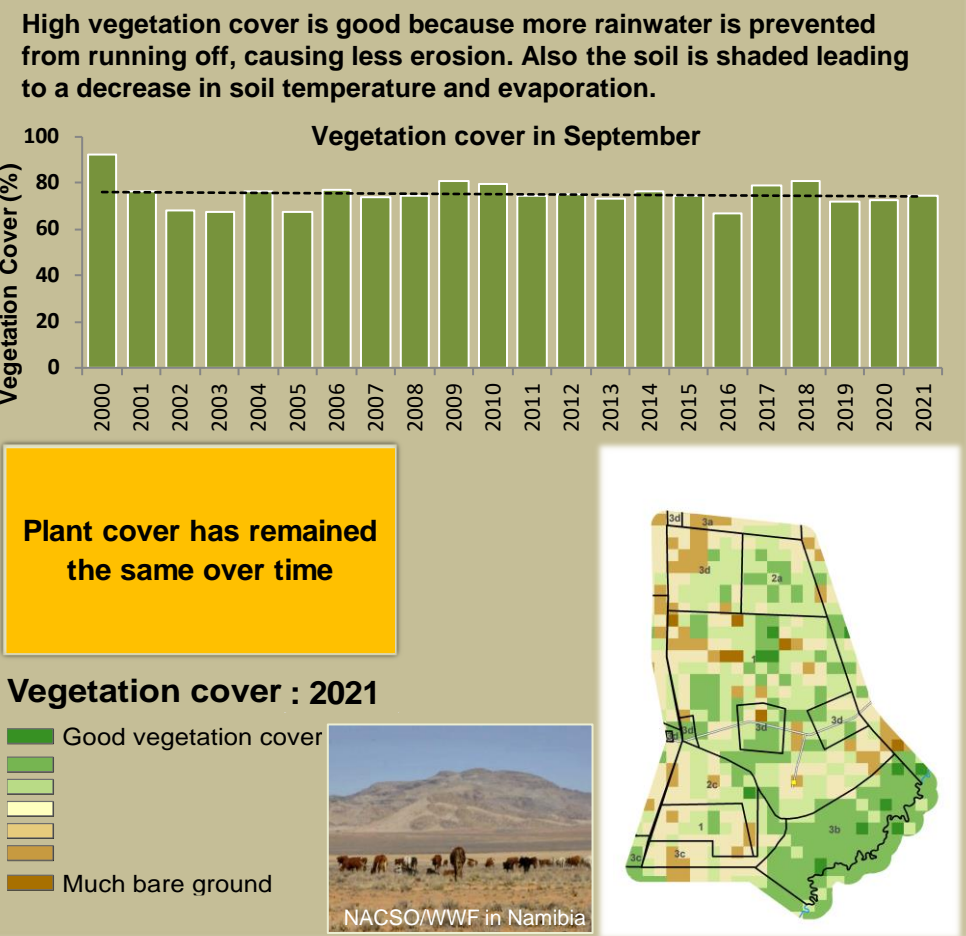 High vegetation cover is good because more rainwater is prevented
from running off, causing less erosion. Also the soil is shaded leading
to a decrease in soil temperature and evaporation.
Vegetation cover in September
Vegetation Cover (%)
100
80
60
40
20
0
2000 2001 2002 2003 2004 2005 2006 2007 2008 2009 2010 2011 2012 2013 2014 2015 2016 2017 2018 2019 2020 2021
Plant cover has remained
the same over time
Vegetation cover : 2021
Good vegetation cover
Much bare ground
NACSO/WWF in Namibia
3d 3a
3d 2a
1
3d 3d
3d 3d
2c
1 3b
3c 3c